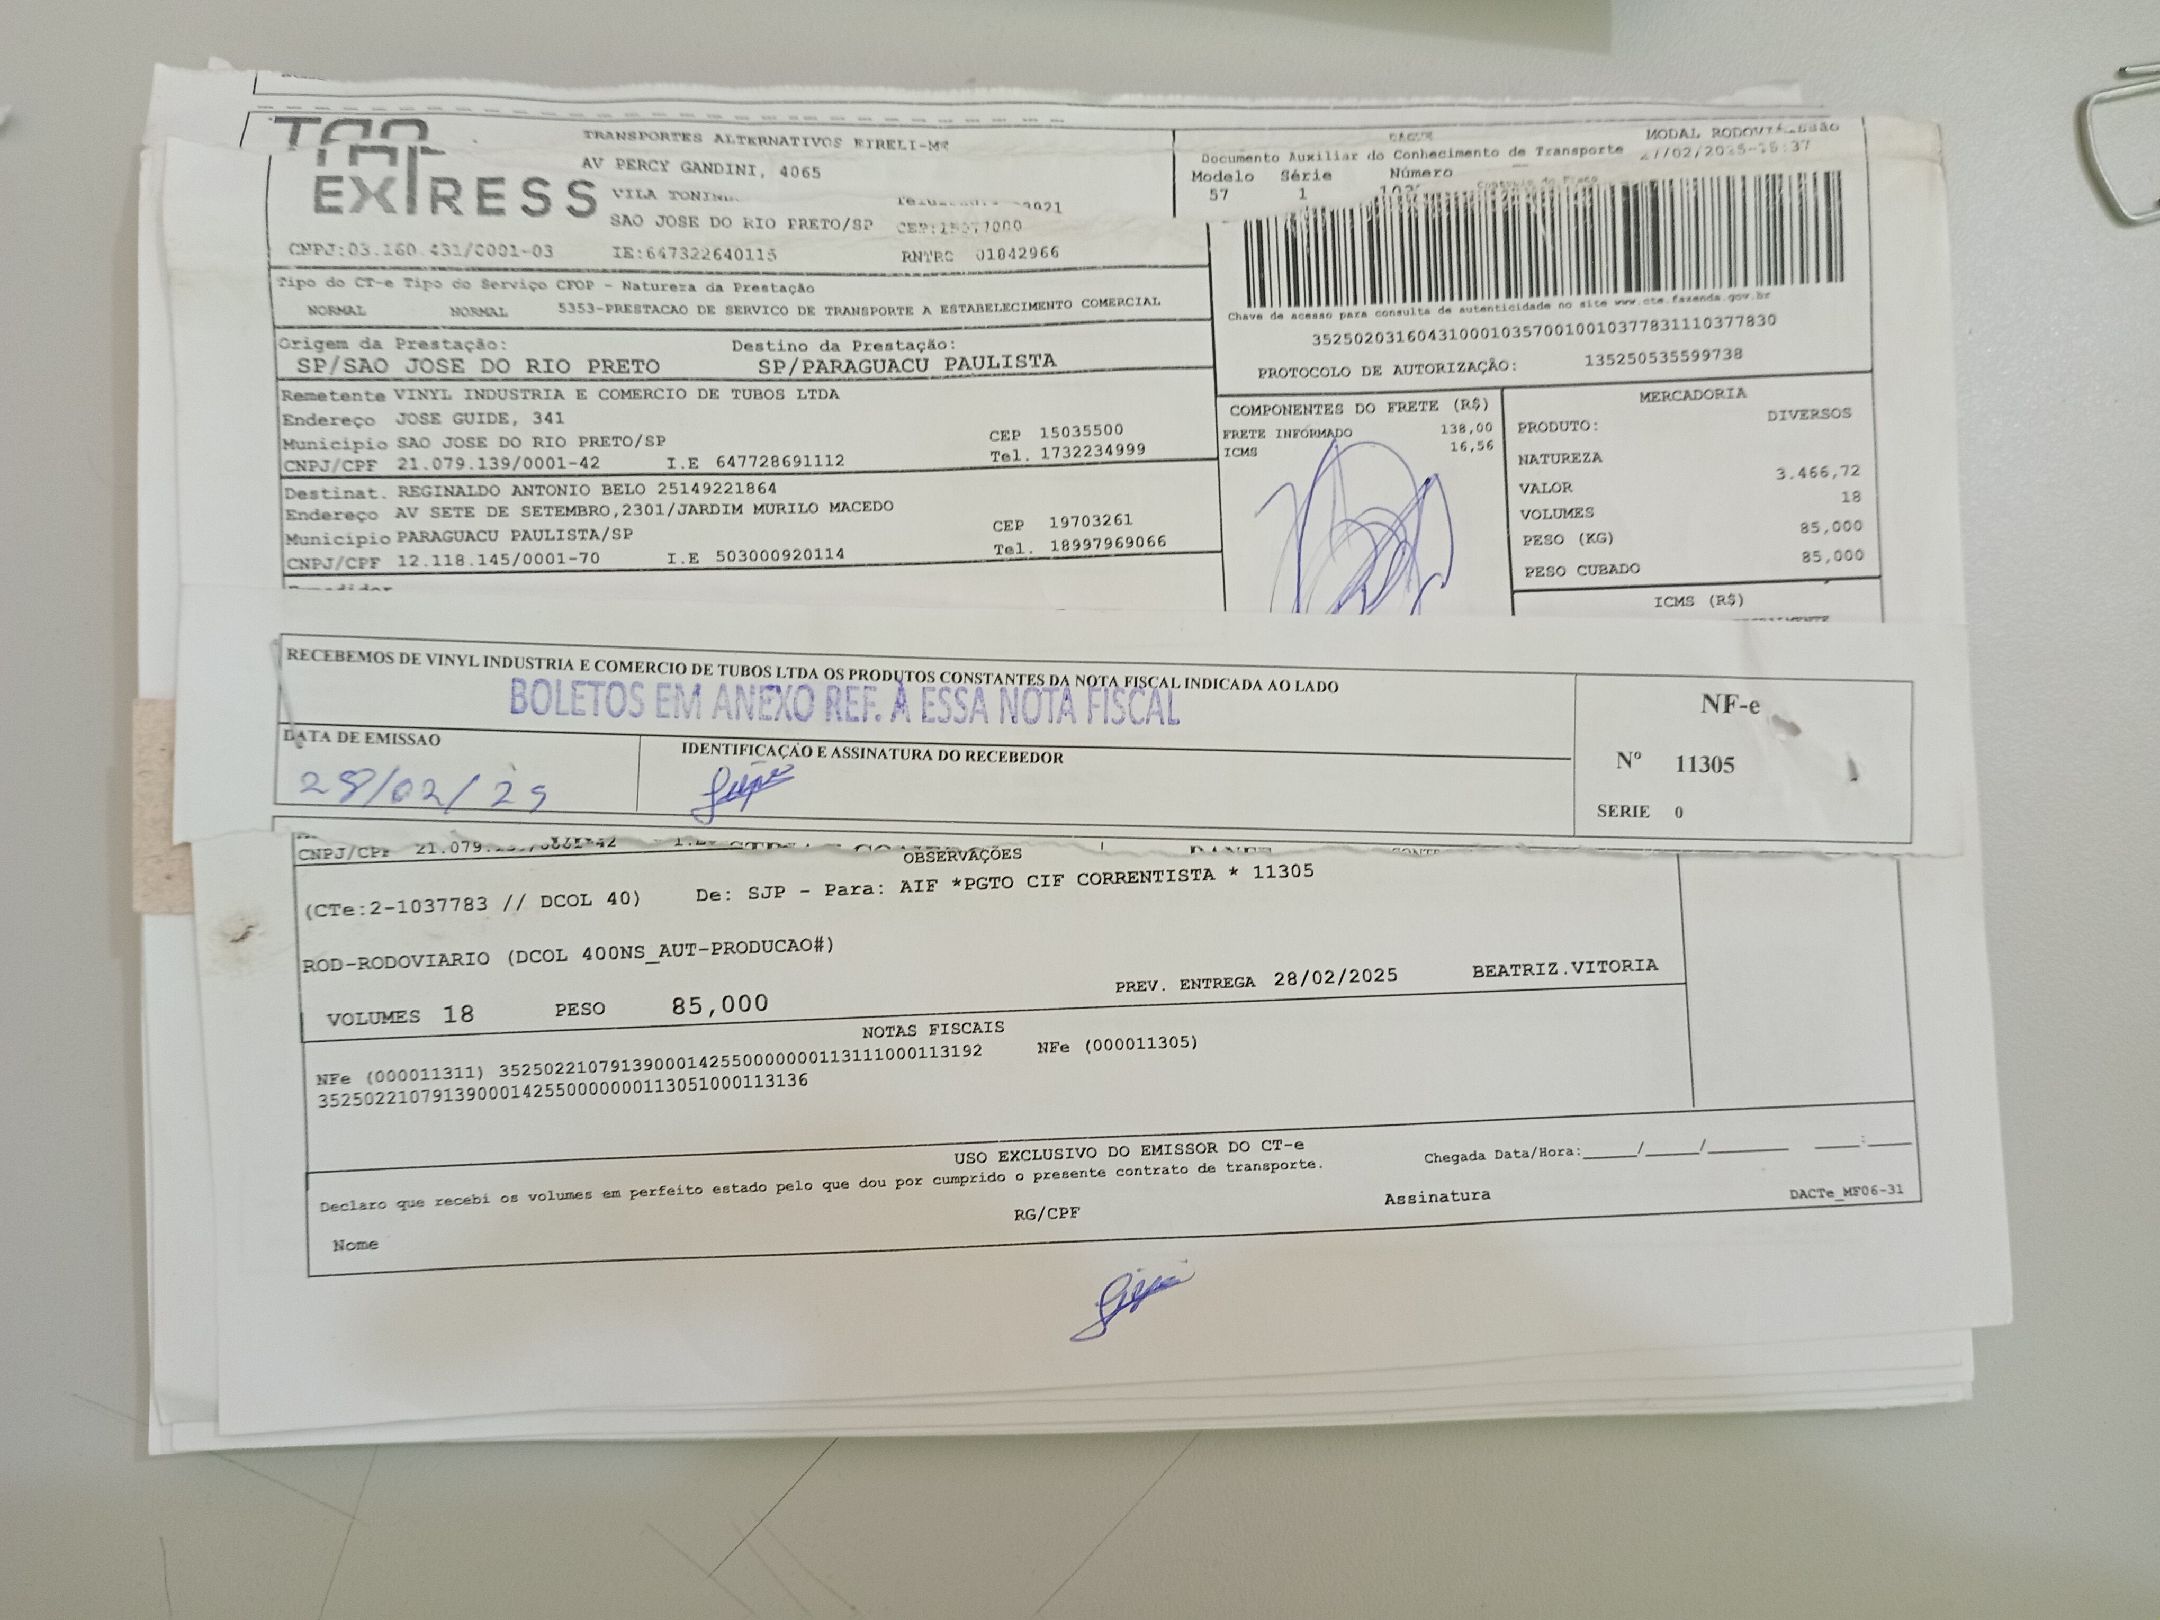 EXPRESS
TRANSPORTES ALTERNATIVOS EIRELI-ME
AV PERCY GANDINI, 4065
VILA
SAO JOSE DO RIO PRETO/SP
CNPJ:03.160.431/0001-03 IE:647322640115 RNTRC 01842966
MODAL
Documento Auxiliar do Conhecimento de Transporte
Modelo Série Número
57 1
Tipo do CT-e Tipo do Serviço CFOP - Natureza da Prestação
NORMAL NORMAL 5353-PRESTACAO DE SERVICO DE TRANSPORTE A ESTABELECIMENTO COMERCIAL
Chave de acesso para consulta de autenticidade no site www.cte.fazenda.gov.br
35250203160431000103570010010377831110377830
PROTOCOLO DE AUTORIZAÇÃO: 135250535599738
Origem da Prestação: Destino da Prestação:
SP/SAO JOSE DO RIO PRETO SP/PARAGUACU PAULISTA
Remetente VINYL INDUSTRIA E COMERCIO DE TUBOS LTDA
Endereço JOSE GUIDE, 341
Município SAO JOSE DO RIO PRETO/SP CEP 15035500
CNPJ/CPF 21.079.139/0001-42 I.E 647728691112 Tel. 1732234999
Destinat. REGINALDO ANTONIO BELO 25149221864
Endereço AV SETE DE SETEMBRO,2301/JARDIM MURILO MACEDO
Município PARAGUACU PAULISTA/SP CEP 19703261
CNPJ/CPF 12.118.145/0001-70 I.E 503000920114 Tel. 18997969066
COMPONENTES DO FRETE (R$)
FRETE INFORMADO 138,00
ICMS 16,56
MERCADORIA
PRODUTO: DIVERSOS
NATUREZA
VALOR 3.466,72
VOLUMES 18
PESO (KG) 85,000
PESO CUBADO 85,000
ICMS (R$)
RECEBEMOS DE VINYL INDUSTRIA E COMERCIO DE TUBOS LTDA OS PRODUTOS CONSTANTES DA NOTA FISCAL INDICADA AO LADO
BOLETOS EM ANEXO REF. À ESSA NOTA FISCAL
DATA DE EMISSAO IDENTIFICAÇÃO E ASSINATURA DO RECEBEDOR
28/02/25
NF-e
Nº 11305
SERIE 0
CNPJ/CPF 21.079.
OBSERVAÇÕES
(CTe:2-1037783 // DCOL 40) De: SJP - Para: AIF *PGTO CIF CORRENTISTA * 11305
ROD-RODOVIARIO (DCOL 400NS_AUT-PRODUCAO#)
VOLUMES 18 PESO 85,000 PREV. ENTREGA 28/02/2025 BEATRIZ.VITORIA
NOTAS FISCAIS
NFe (000011311) 35250221079139000142550000000113111000113192 NFe (000011305)
35250221079139000142550000000113051000113136
USO EXCLUSIVO DO EMISSOR DO CT-e
Declaro que recebi os volumes em perfeito estado pelo que dou por cumprido o presente contrato de transporte. Chegada Data/Hora:_____/_____/________ ____:____
Nome RG/CPF Assinatura DACTe_MF06-31